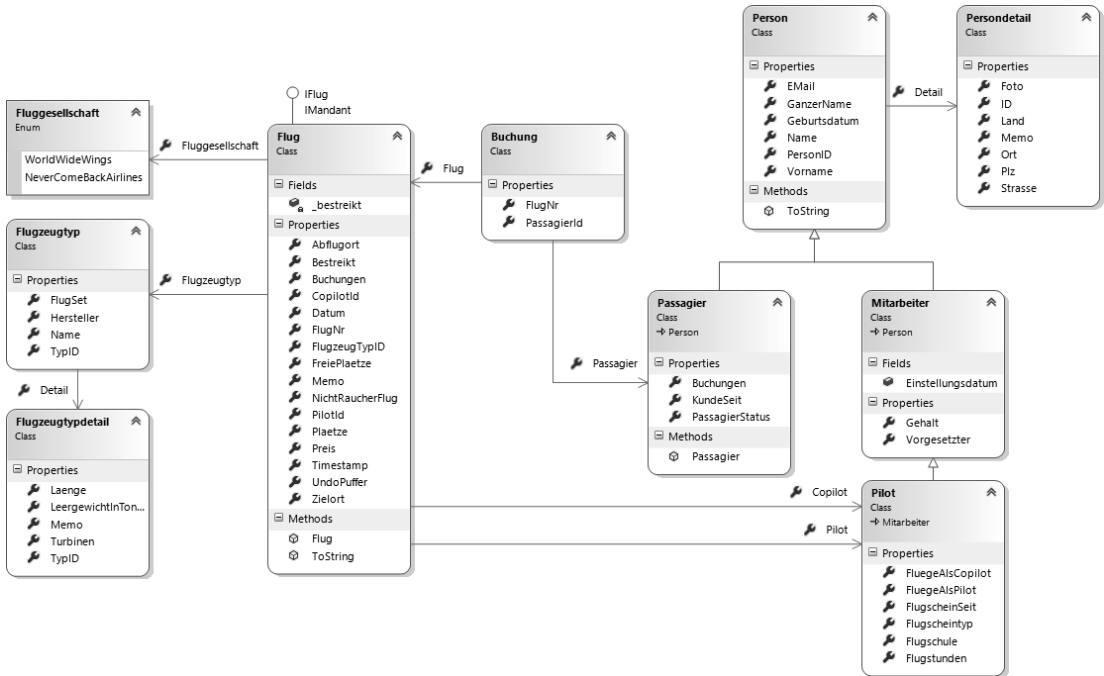 Person
Class
Properties
EMail
GanzerName
Geburtsdatum
Name
PersonID
Vorname
Methods
ToString
Detail
Persondetail
Class
Properties
Foto
ID
Land
Memo
Ort
Plz
Strasse
Fluggesellschaft
Enum
WorldWideWings
NeverComeBackAirlines
Fluggesellschaft
IFlug
IMandant
Flug
Class
Fields
_bestreikt
Properties
Abflugort
Bestreikt
Buchungen
CopilotId
Datum
FlugNr
FlugzeugTypID
FreiePlaetze
Memo
NichtRaucherFlug
PilotId
Plaetze
Preis
Timestamp
UndoPuffer
Zielort
Methods
Flug
ToString
Flug
Buchung
Class
Properties
FlugNr
PassagierId
Flugzeugtyp
Class
Properties
FlugSet
Hersteller
Name
TypID
Flugzeugtyp
Detail
Flugzeugtypdetail
Class
Properties
Laenge
LeergewichtInTon...
Memo
Turbinen
TypID
Passagier
Passagier
Class
Person
Properties
Buchungen
KundeSeit
PassagierStatus
Methods
Passagier
Mitarbeiter
Class
Person
Fields
Einstellungsdatum
Properties
Gehalt
Vorgesetzter
Copilot
Pilot
Pilot
Class
Mitarbeiter
Properties
FluegeAlsCopilot
FluegeAlsPilot
FlugscheinSeit
Flugscheintyp
Flugschule
Flugstunden